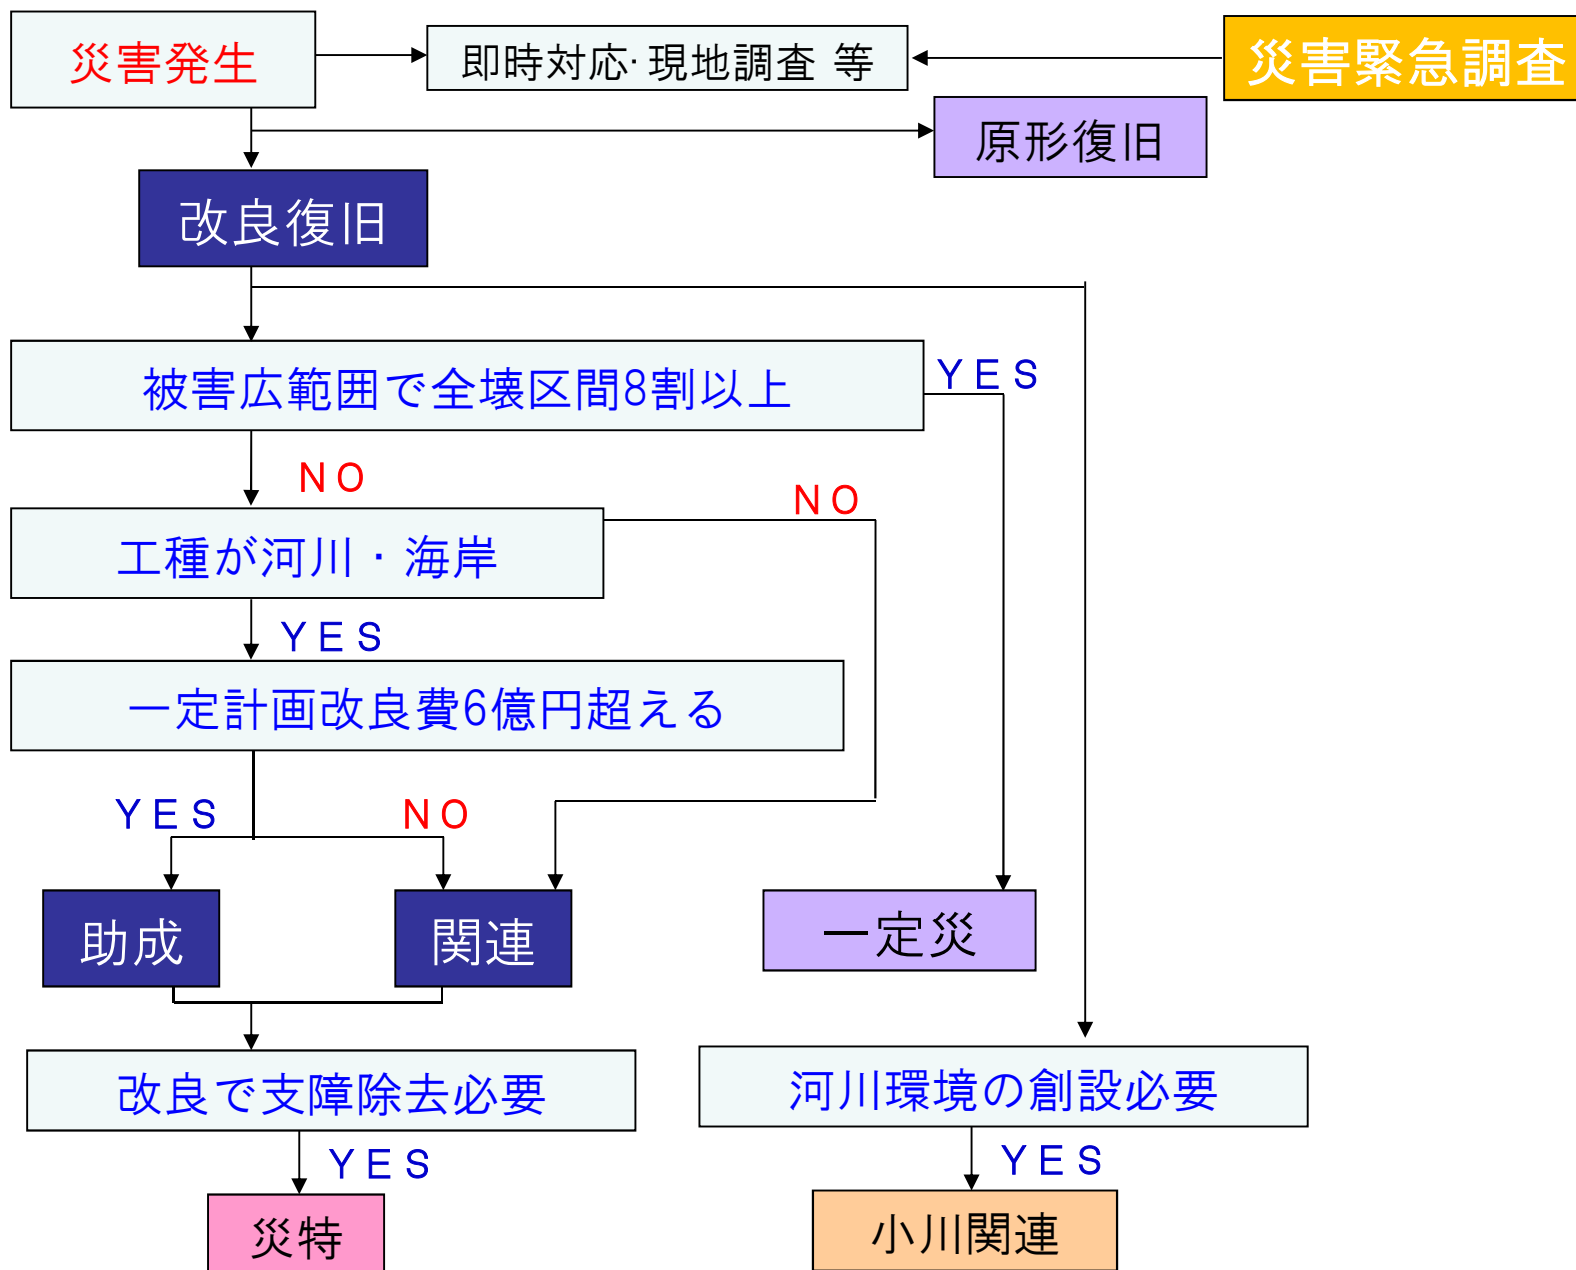 災害発生
即時対応·現地調査 等
災害緊急調査
原形復旧
改良復旧
被害広範囲で全壊区間8割以上
YES
NO
NO
工種が河川・海岸
YES
一定計画改良費6億円超える
YES
NO
助成
関連
一定災
改良で支障除去必要
河川環境の創設必要
YES
YES
災特
小川関連